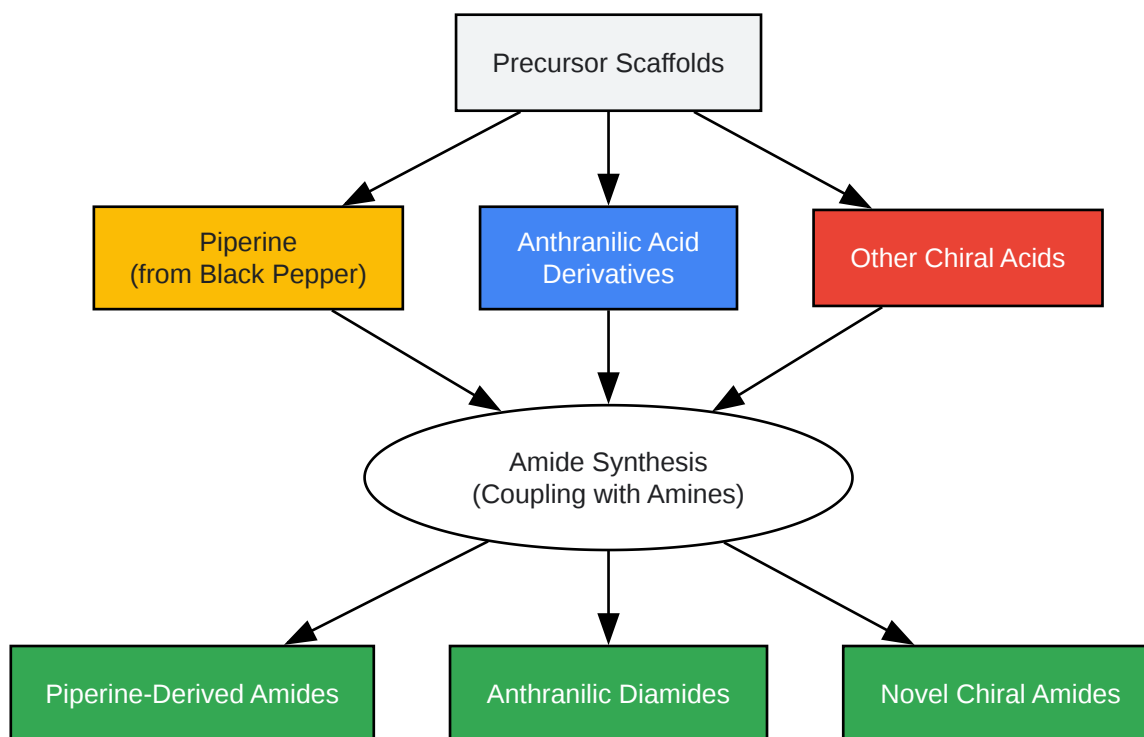 Precursor Scaffolds
Piperine
(from Black Pepper)
Anthranilic Acid
Derivatives
Other Chiral Acids
Amide Synthesis
(Coupling with Amines)
Piperine-Derived Amides
Anthranilic Diamides
Novel Chiral Amides